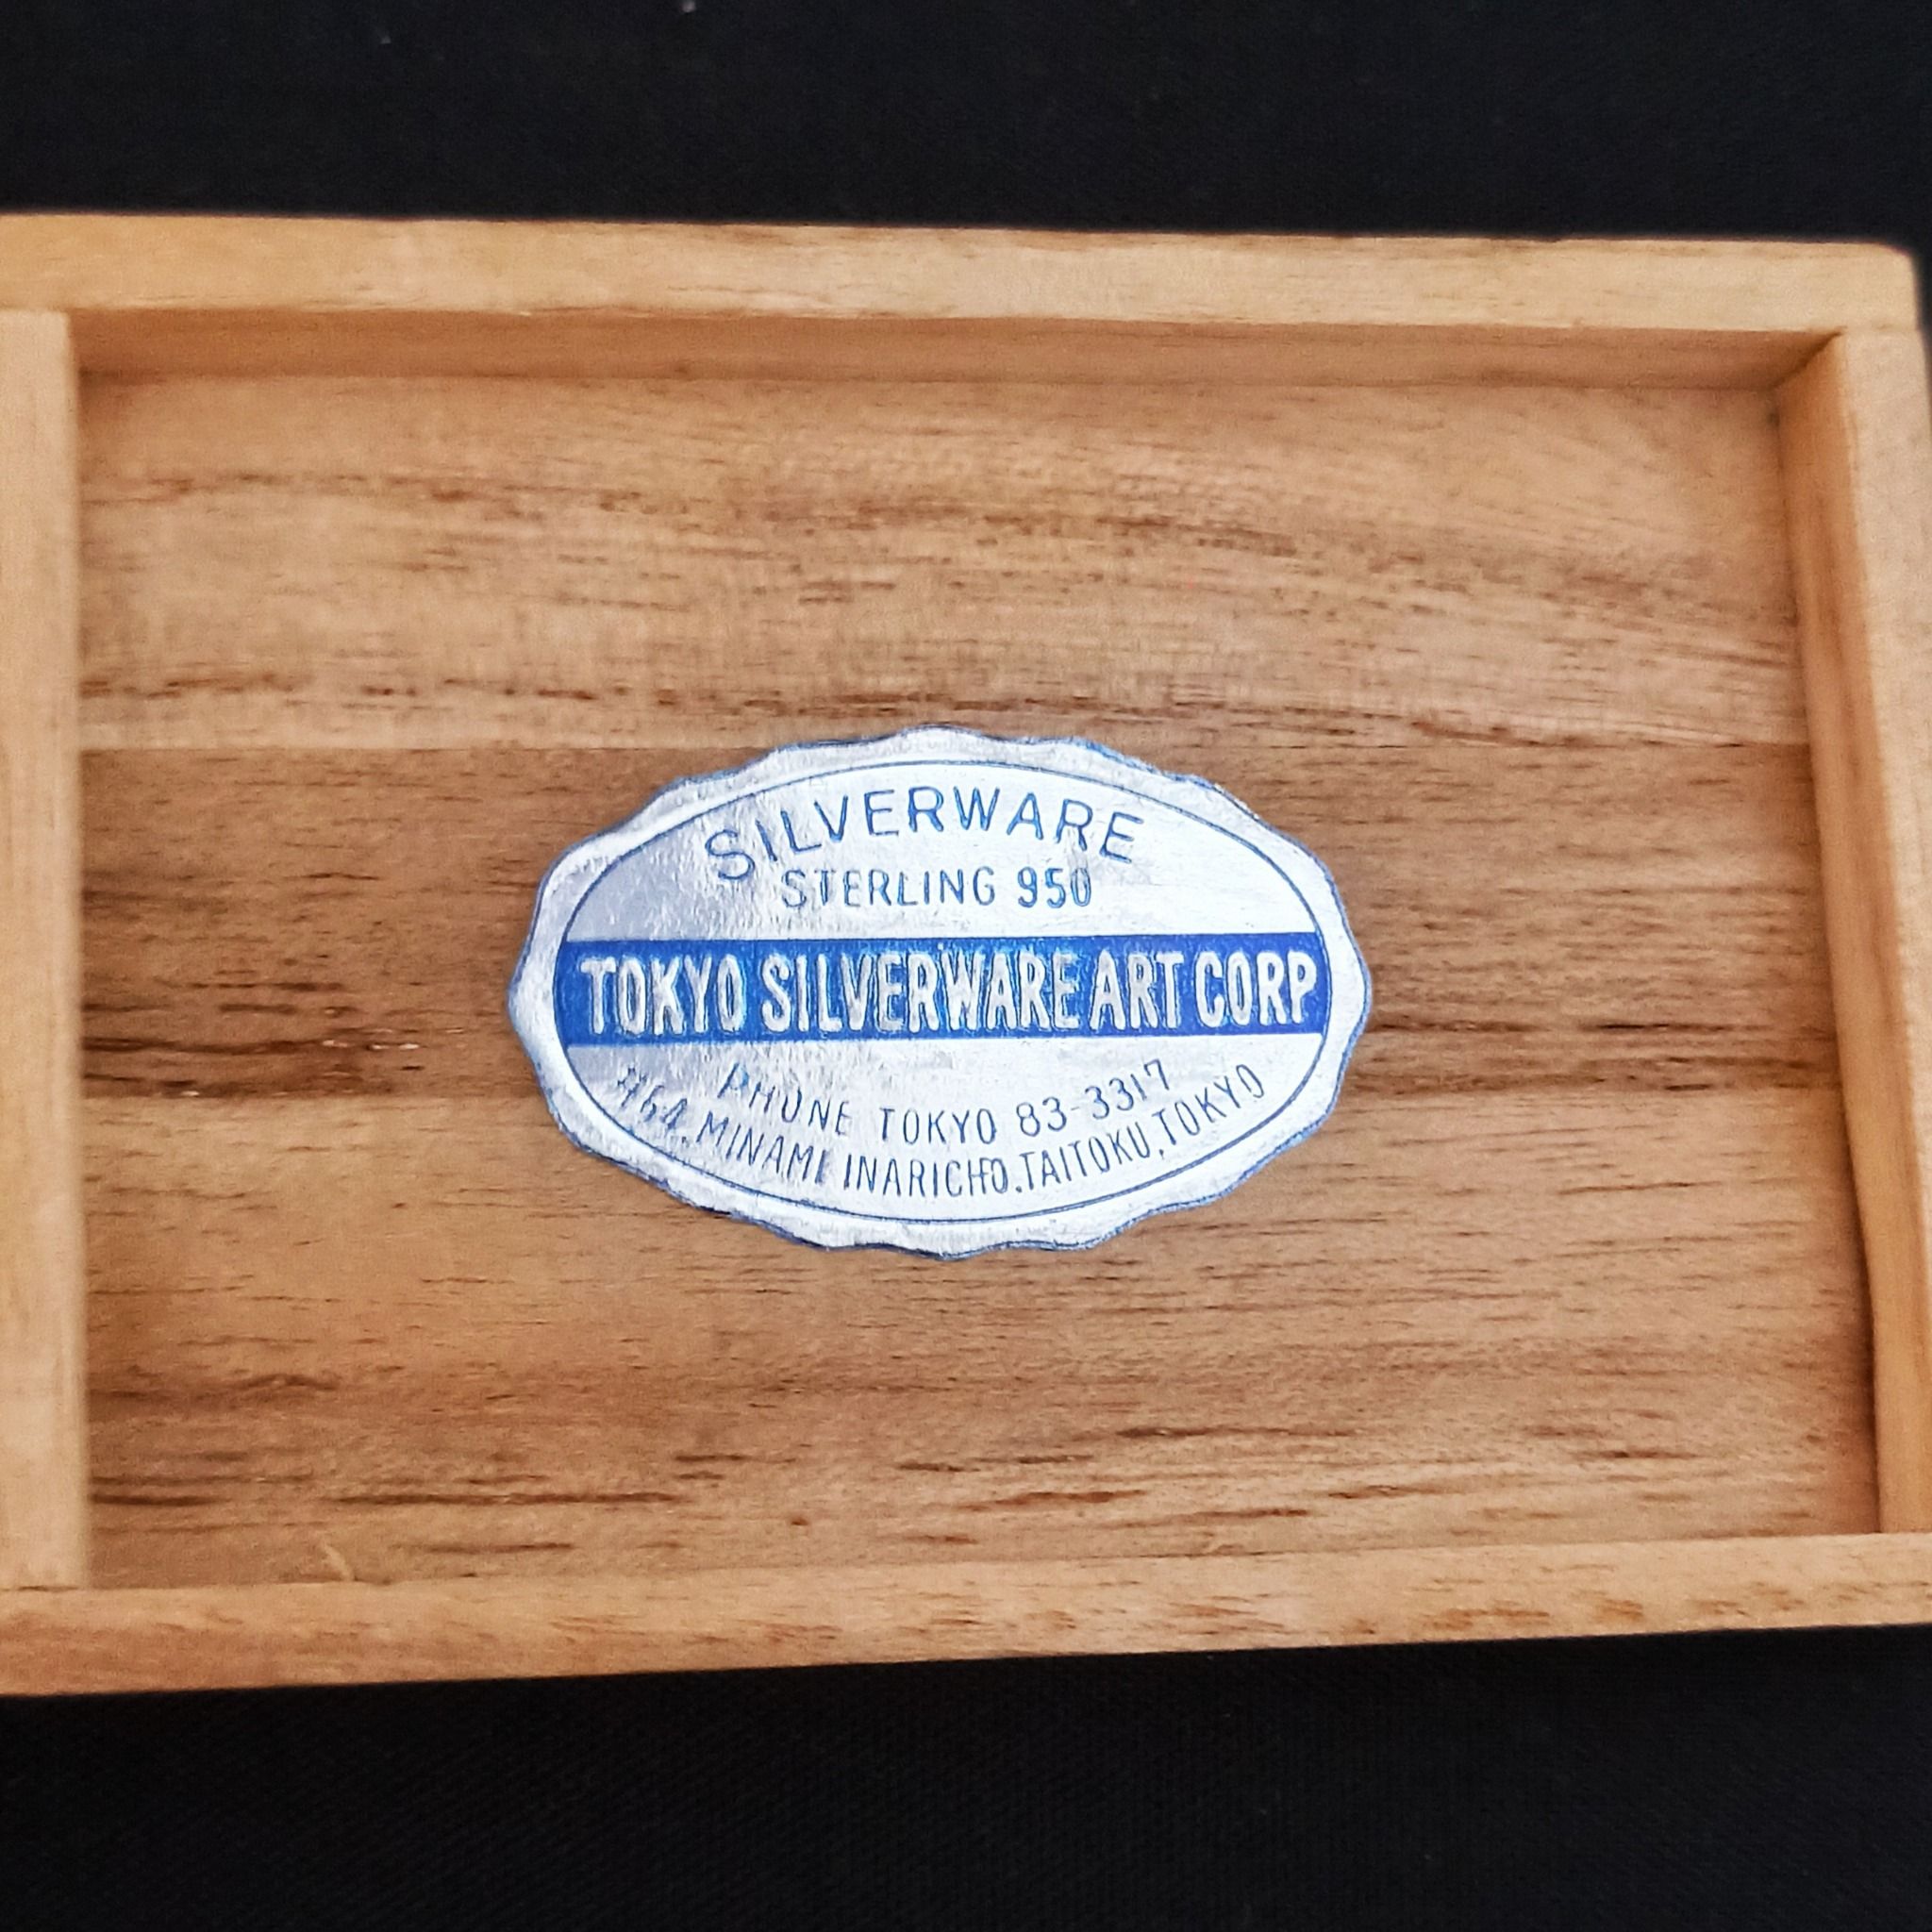 SILVERWARE
STERLING 950
TOKYO SILVERWARE ART CORP
PHONE TOKYO 83-3317
#64. MINAMI INARICHO. TAITOKU, TOKYO